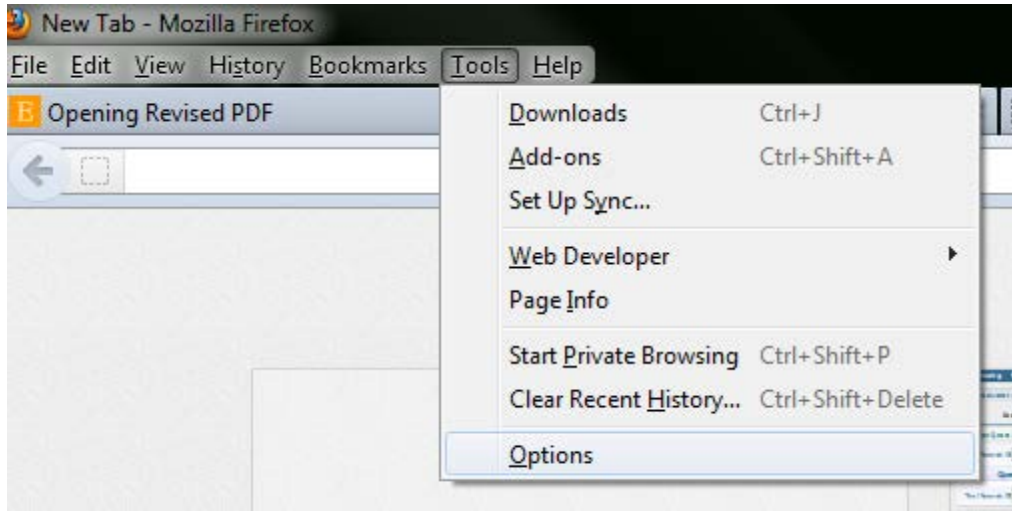 New Tab - Mozilla Firefox
File Edit View History Bookmarks Tools Help
E Opening Revised PDF
Downloads Ctrl+J
Add-ons Ctrl+Shift+A
Set Up Sync...
Web Developer
Page Info
Start Private Browsing Ctrl+Shift+P
Clear Recent History... Ctrl+Shift+Delete
Options